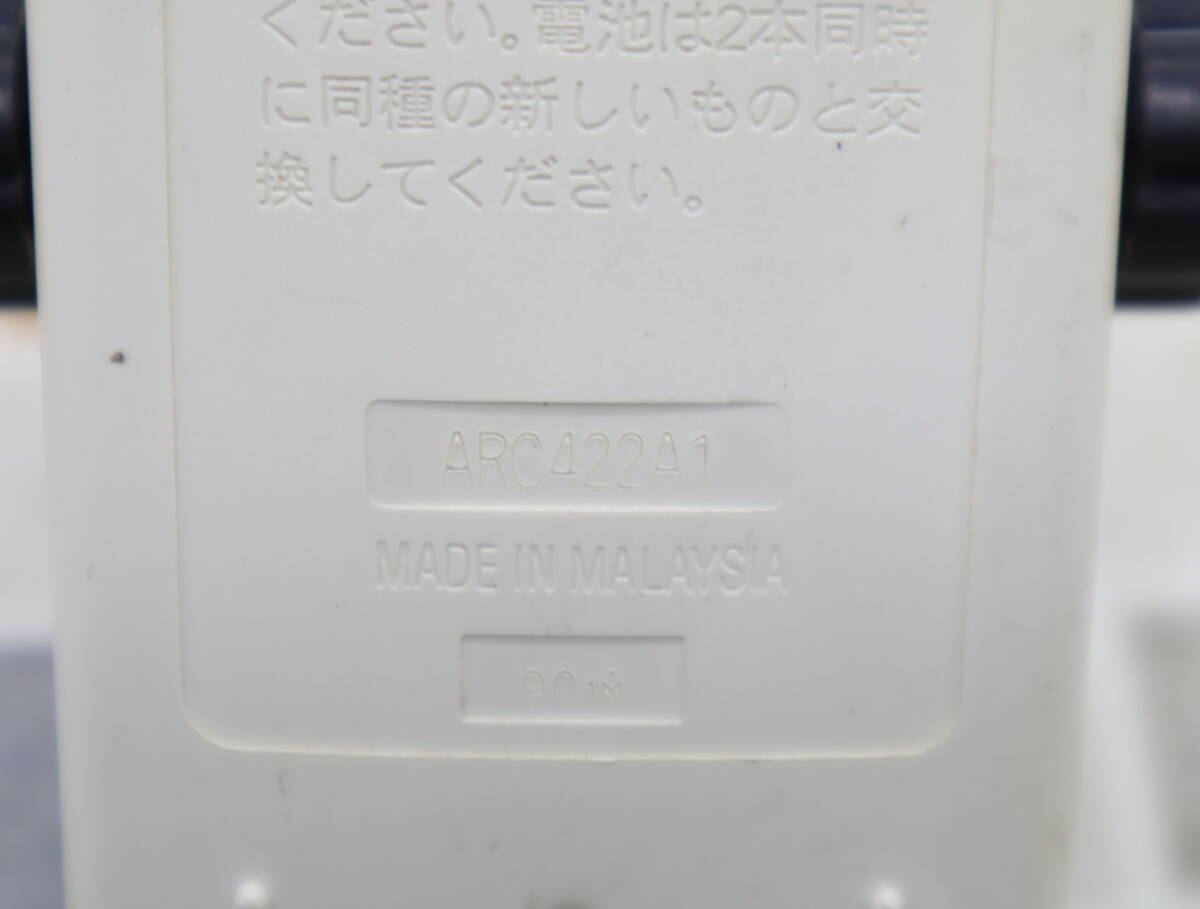 ください。電池は2本同時
に同種の新しいものと交
換してください。
ARC422A1
MADE IN MALAYSIA
901M